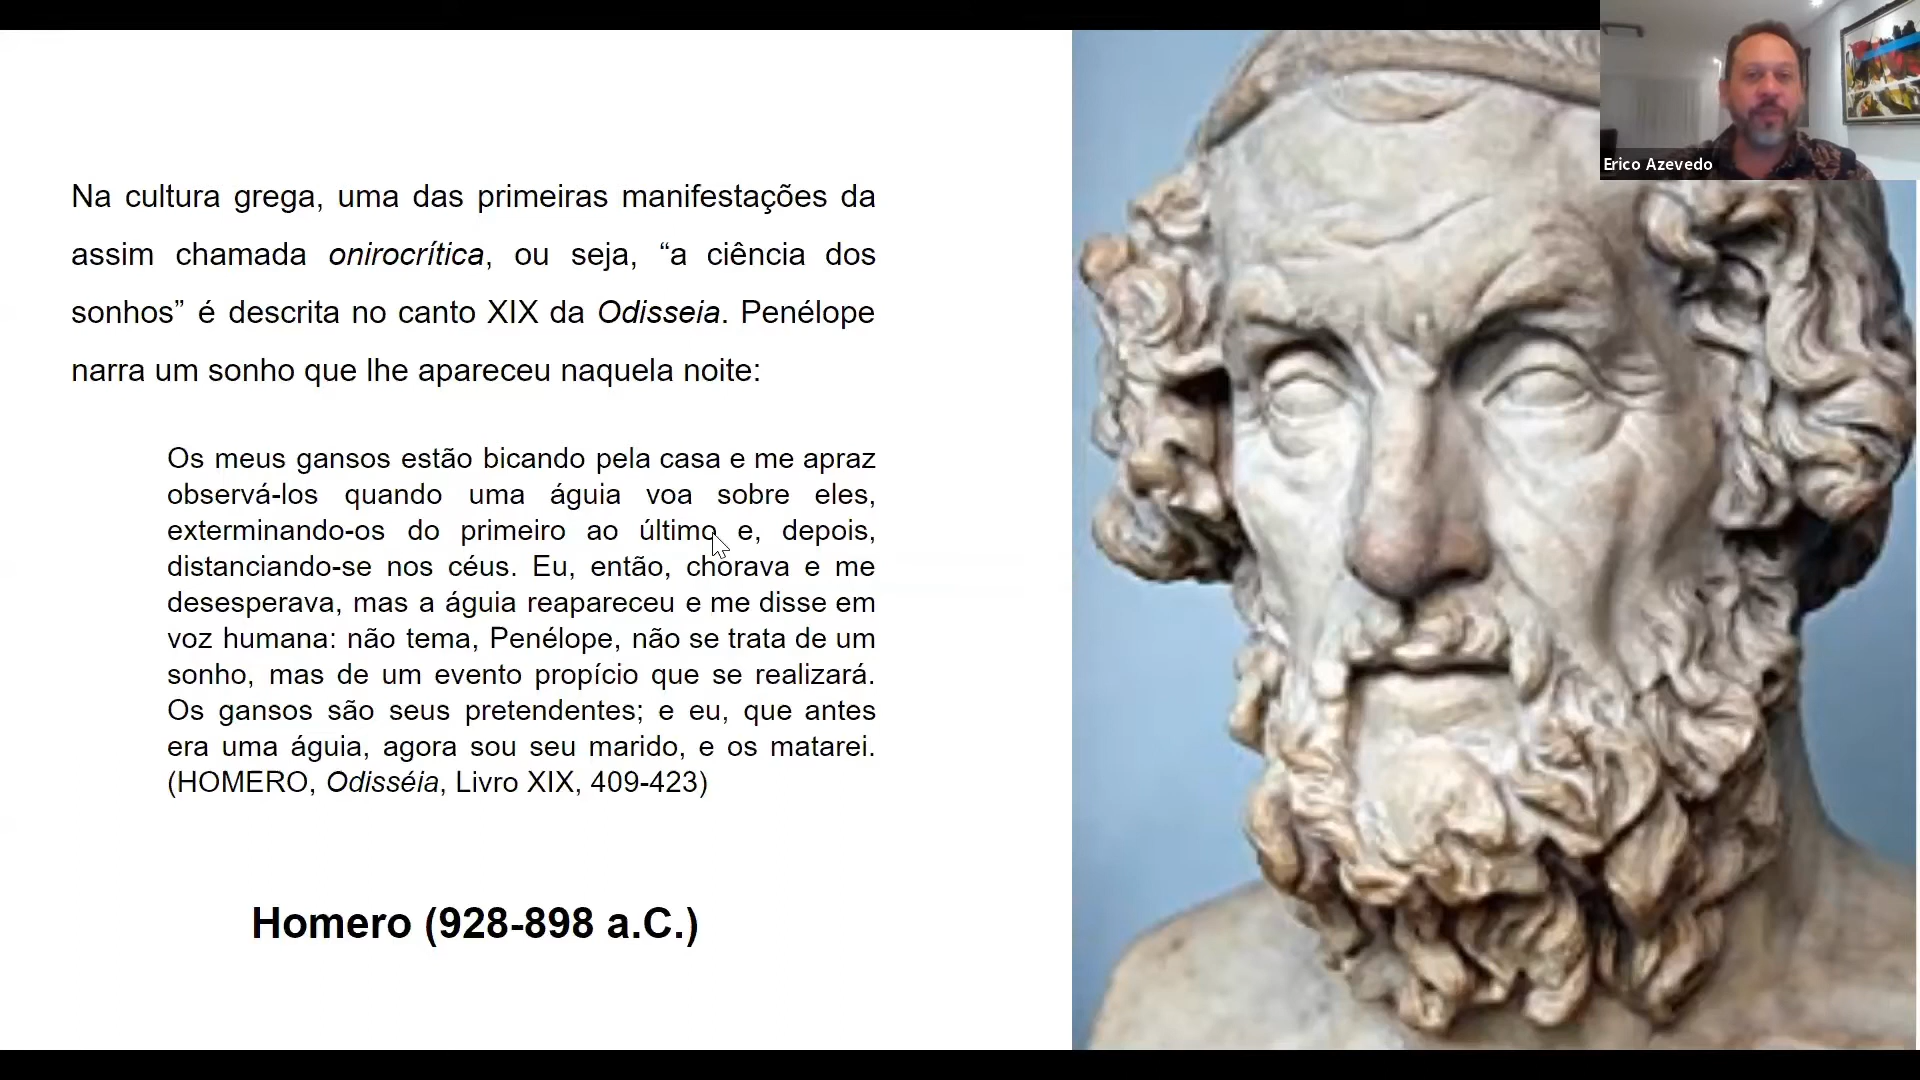 Na cultura grega, uma das primeiras manifestações da
assim chamada onirocrítica, ou seja, “a ciência dos
sonhos” é descrita no canto XIX da Odisseia. Penélope
narra um sonho que lhe apareceu naquela noite:
Os meus gansos estão bicando pela casa e me apraz
observá-los quando uma águia voa sobre eles,
exterminando-os do primeiro ao último e, depois,
distanciando-se nos céus. Eu, então, chorava e me
desesperava, mas a águia reapareceu e me disse em
voz humana: não tema, Penélope, não se trata de um
sonho, mas de um evento propício que se realizará.
Os gansos são seus pretendentes; e eu, que antes
era uma águia, agora sou seu marido, e os matarei.
(HOMERO, Odisséia, Livro XIX, 409-423)
Homero (928-898 a.C.)
Erico Azevedo